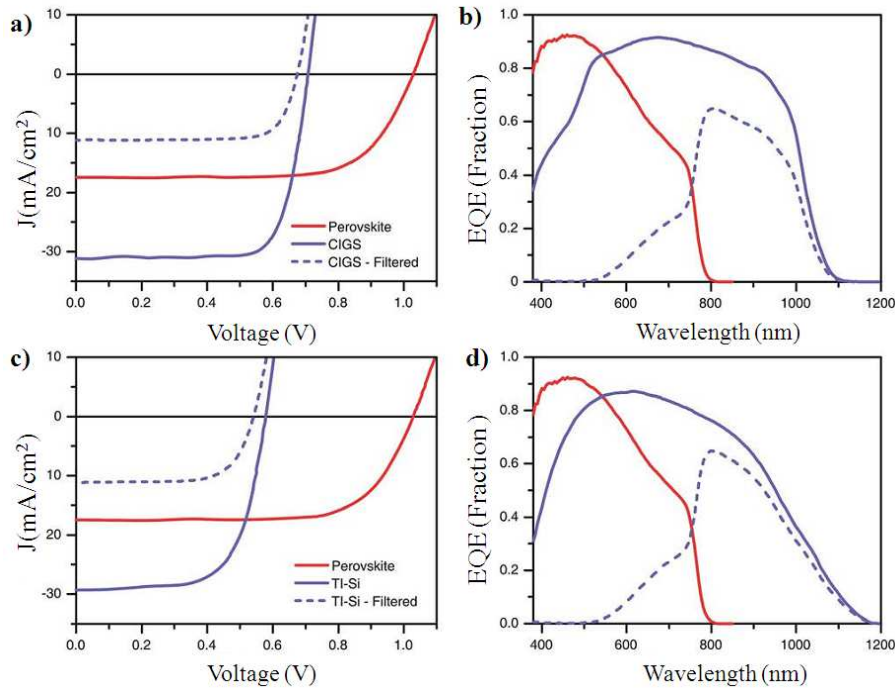 a)
10
0
10
20
-30
J(mA/cm2)
0.0 0.2 0.4 0.6 0.8 1.0
Voltage (V)
Perovskite
CIGS
CIGS - Filtered
b)
1.0
0.8
0.6
0.4
0.2
0
EQE (Fraction )
400 600 800 1000 1200
Wavelength (nm)
c)
10
0
10
20
-30
J(mA/cm2)
0.0 0.2 0.4 0.6 0.8 1.0
Voltage (V)
Perovskite
TI-Si
TI-Si - Filtered
d)
1.0
0.8
0.6
0.4
0.2
0.0
EQE (Fraction)
400 600 800 1000 1200
Wavelength (nm)